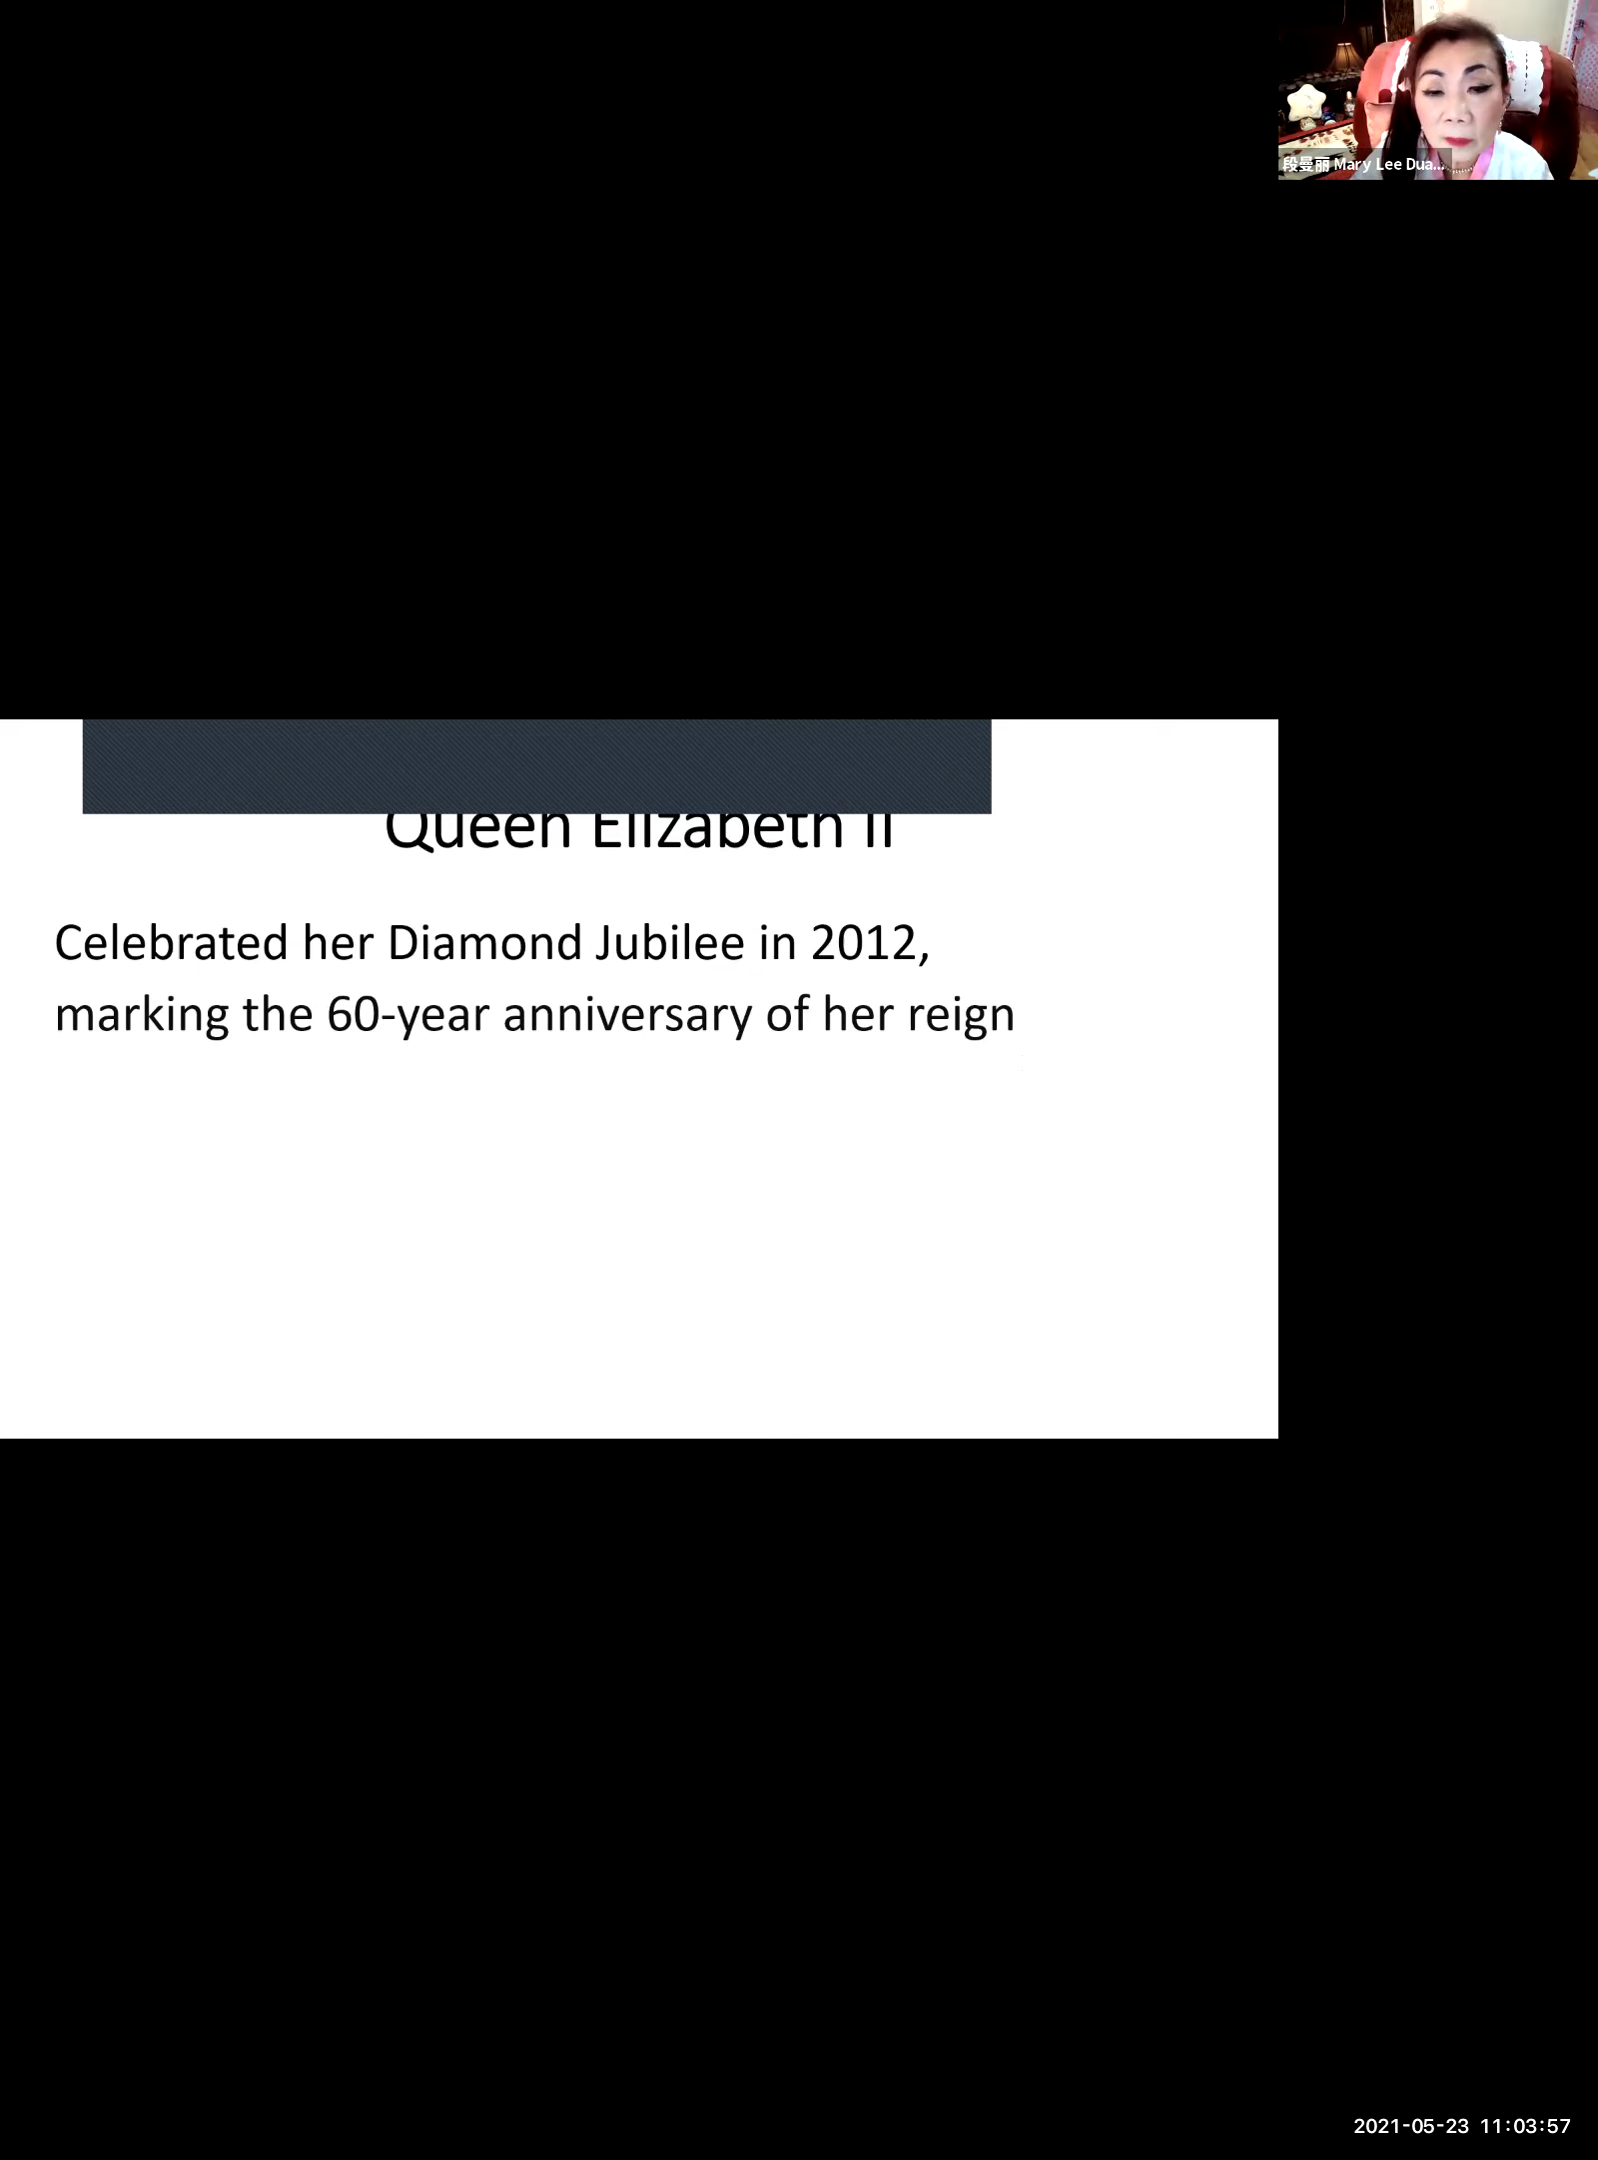 段曼丽 Mary Lee Dua...
Queen Elizabeth II
Celebrated her Diamond Jubilee in 2012,
marking the 60-year anniversary of her reign
2021-05-23 11:03:57